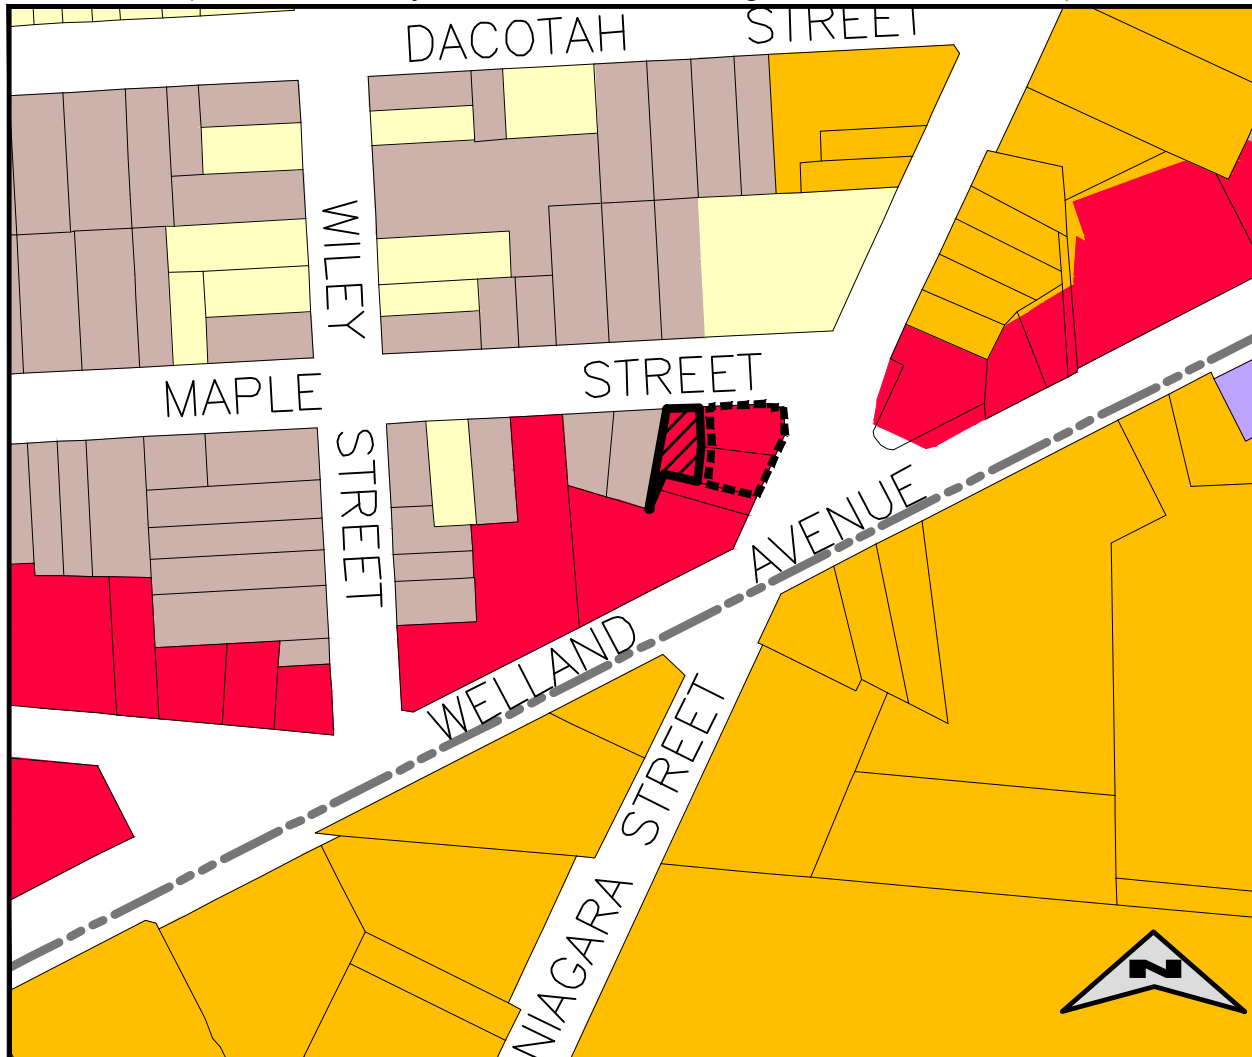 DACOTAH STREET
WILEY STREET
MAPLE STREET
WELLAND AVENUE
NIAGARA STREET
N